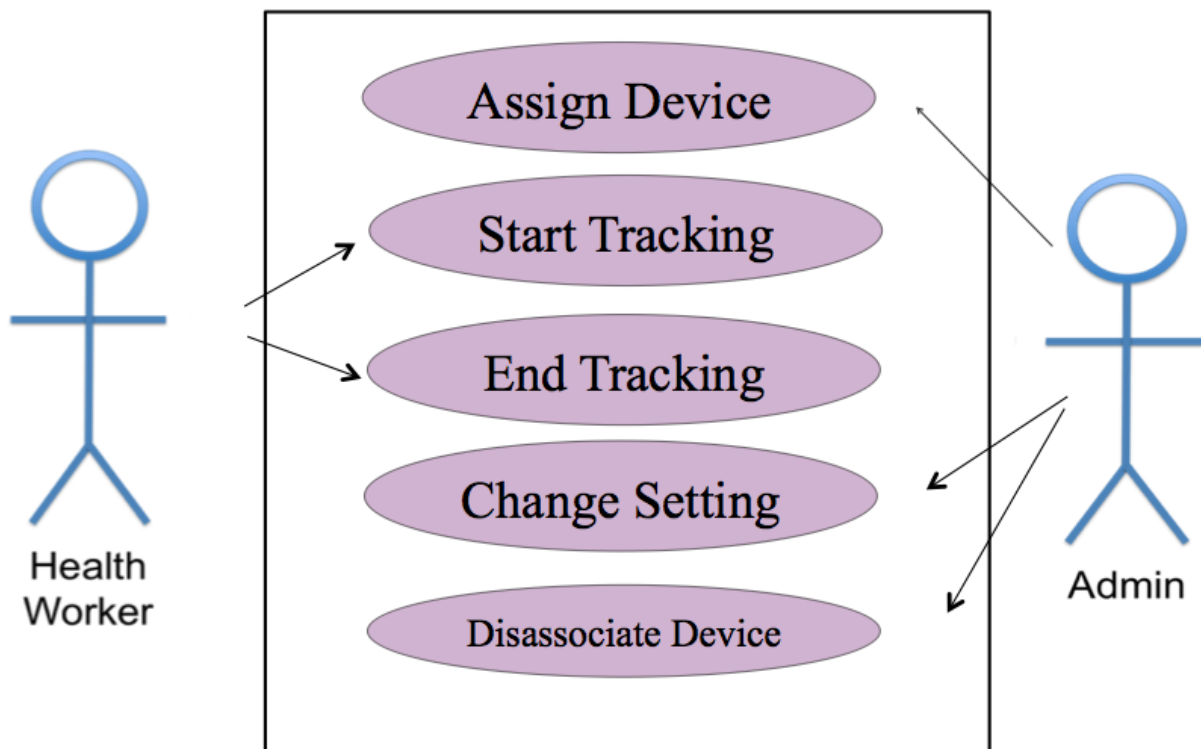 Assign Device
Start Tracking
End Tracking
Change Setting
Disassociate Device
Health
Worker
Admin